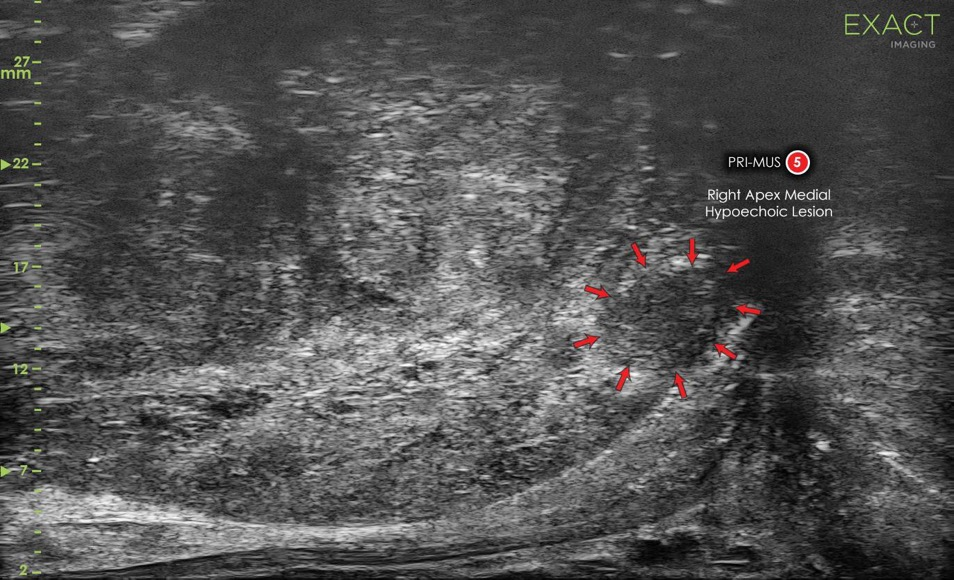 EXACT
IMAGING
27
mm
22
PRI-MUS 5
Right Apex Medial
Hypoechoic Lesion
17
12
7
2